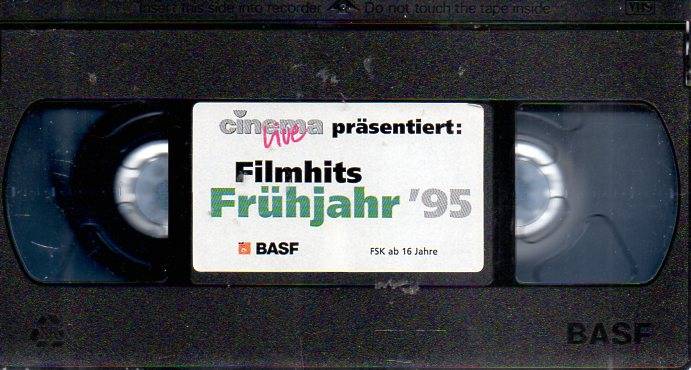 Insert this side into recorder Do not touch the tape inside
VHS
cinema live präsentiert:
Filmhits
Frühjahr '95
BASF
FSK ab 16 Jahre
BASF